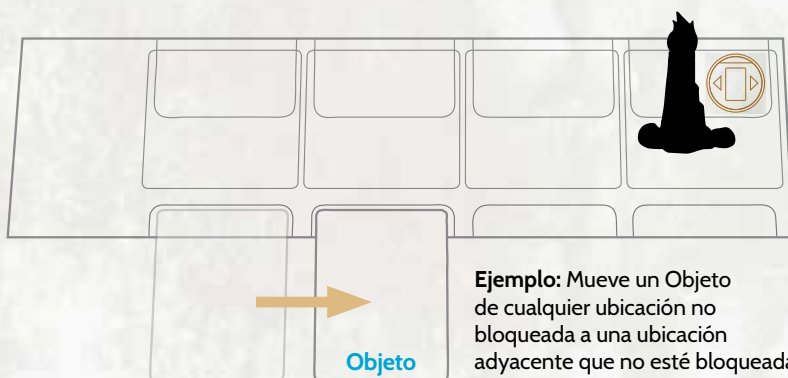 Ejemplo: Mueve un Objeto
de cualquier ubicación no
bloqueada a una ubicación
adyacente que no esté bloqueada
Objeto